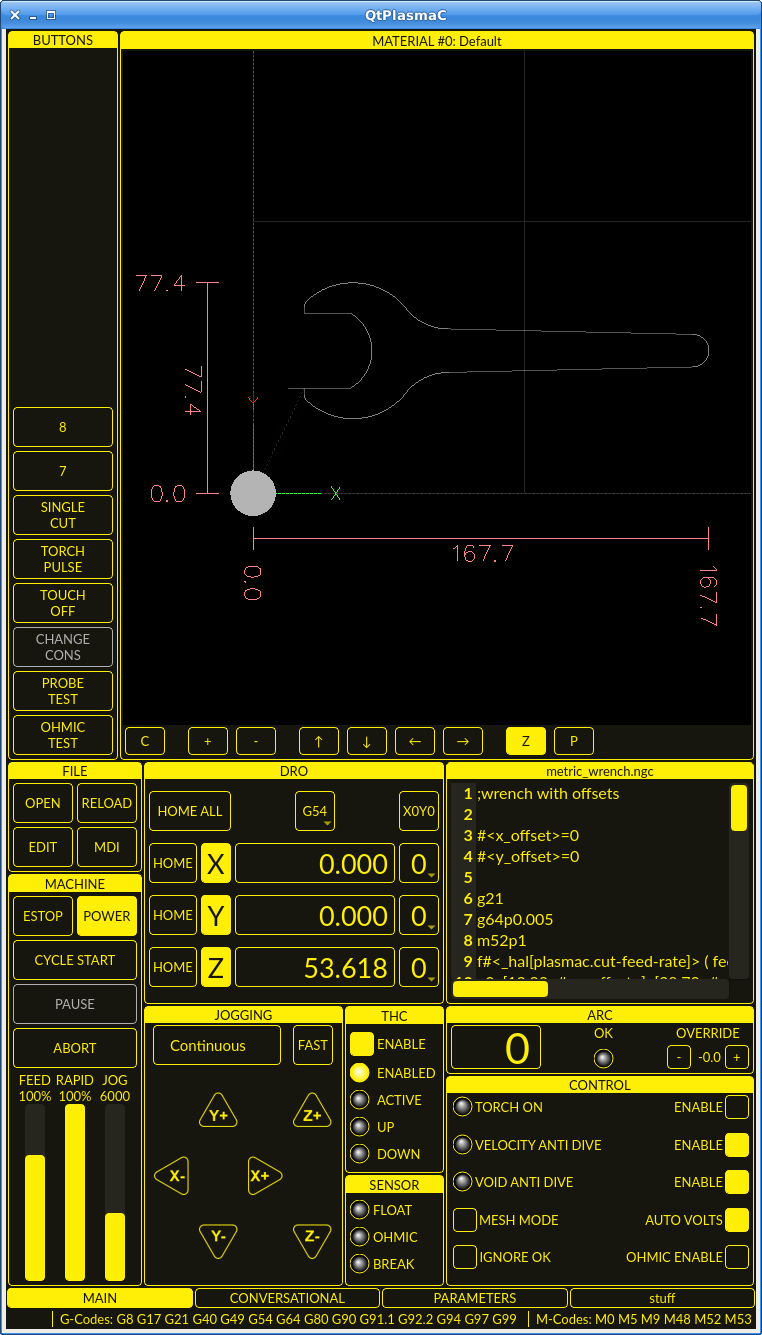 QtPlasmaC
BUTTONS
8
7
SINGLE
CUT
TORCH
PULSE
TOUCH
OFF
CHANGE
CONS
PROBE
TEST
OHMIC
TEST
MATERIAL #0: Default
77.4
77.4
Y
0.0
X
167.7
0.0
167.7
C + - ↑ ↓ ← → Z P
FILE
OPEN RELOAD
EDIT MDI
MACHINE
ESTOP POWER
CYCLE START
PAUSE
ABORT
FEED RAPID JOG
100% 100% 6000
DRO
HOME ALL G54 X0Y0
HOME X 0.000 0
HOME Y 0.000 0
HOME Z 53.618 0
metric_wrench.ngc
1 ;wrench with offsets
2
3 #<x_offset>=0
4 #<y_offset>=0
5
6 g21
7 g64p0.005
8 m52p1
9 f#<_hal[plasmac.cut-feed-rate]> ( fe
JOGGING
Continuous FAST
Y+ Z+
X- X+
Y- Z-
THC
ENABLE
ENABLED
ACTIVE
UP
DOWN
SENSOR
FLOAT
OHMIC
BREAK
ARC
0 OK OVERRIDE
- -0.0 +
CONTROL
TORCH ON ENABLE
VELOCITY ANTI DIVE ENABLE
VOID ANTI DIVE ENABLE
MESH MODE AUTO VOLTS
IGNORE OK OHMIC ENABLE
MAIN CONVERSATIONAL PARAMETERS stuff
G-Codes: G8 G17 G21 G40 G49 G54 G64 G80 G90 G91.1 G92.2 G94 G97 G99 M-Codes: M0 M5 M9 M48 M52 M53